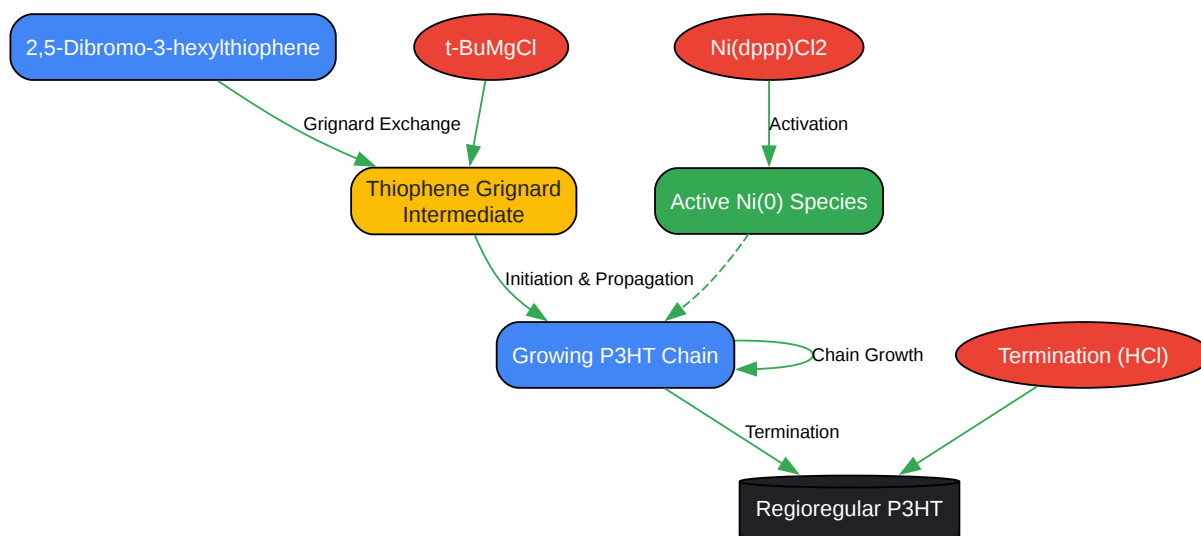 2,5-Dibromo-3-hexylthiophene
t-BuMgCl
Ni(dppp)Cl2
Grignard Exchange
Activation
Thiophene Grignard
Intermediate
Active Ni(0) Species
Initiation & Propagation
Growing P3HT Chain
Chain Growth
Termination (HCl)
Termination
Regioregular P3HT